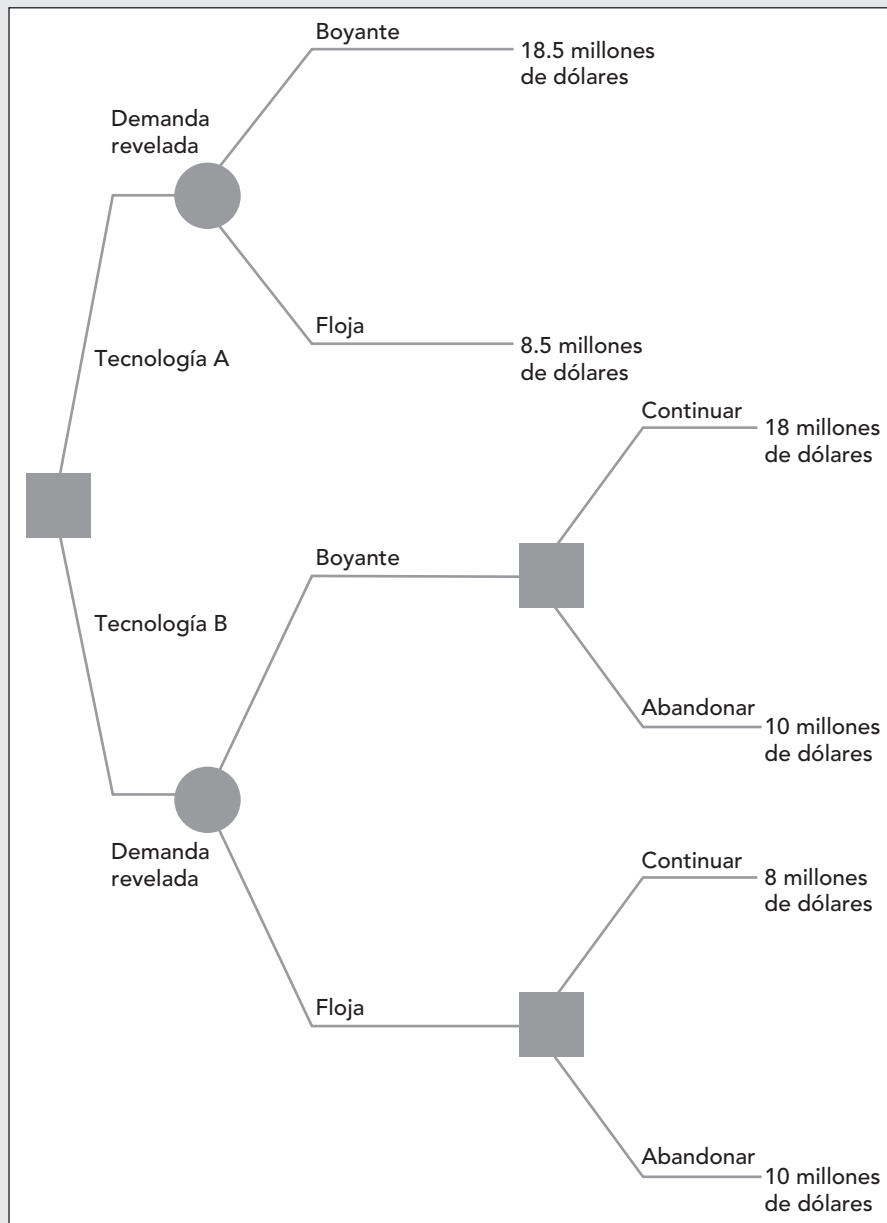 Boyante
18.5 millones
de dólares
Demanda
revelada
Floja
8.5 millones
de dólares
Tecnología A
Continuar
18 millones
de dólares
Boyante
Tecnología B
Abandonar
10 millones
de dólares
Demanda
revelada
Continuar
8 millones
de dólares
Floja
Abandonar
10 millones
de dólares